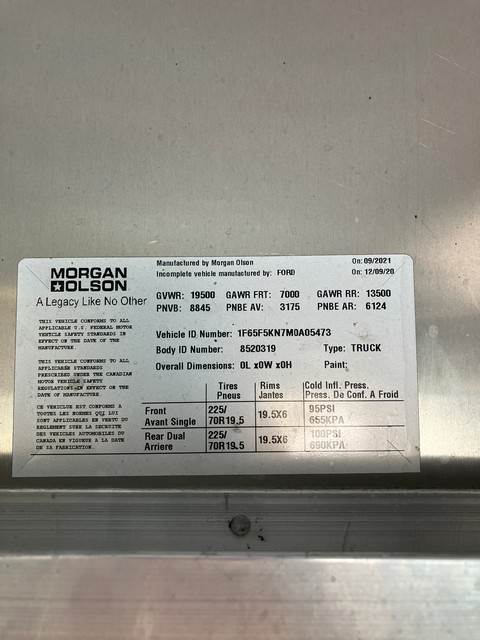 MORGAN
OLSON
A Legacy Like No Other
Manufactured by Morgan Olson On: 09/2021
Incomplete vehicle manufactured by: FORD On: 12/09/20
GVWR: 19500 GAWR FRT: 7000 GAWR RR: 13500
PNVB: 8845 PNBE AV: 3175 PNBE AR: 6124
THIS VEHICLE CONFORMS TO ALL
APPLICABLE U.S. FEDERAL MOTOR
VEHICLE SAFETY STANDARDS IN
EFFECT ON THE DATE OF THE
MANUFACTURE.
Vehicle ID Number: 1F65F5KN7M0A05473
Body ID Number: 8520319 Type: TRUCK
Overall Dimensions: 0L x0W x0H Paint:
THIS VEHICLE CONFORMS TO ALL
APPLICABLE SAFETY STANDARDS
PRESCRIBED UNDER THE CANADIAN
MOTOR VEHICLE SAFETY
REGULATIONS IN EFFECT ON THE
DATE OF MANUFACTURE
CE VEHICLUE EST CONFORME A
TOUTES LES NORMES QUI LUI
SONT APPLICABLES EN VERTU DU
REGLEMENT SUR LA SECURITE
DES VEHICLES AUTOMOBILES DU
CANADA EN VIGUEUR A LA DATE
DE SA FABRICATION.
Tires Rims Cold Infl. Press.
Pneus Jantes Press. De Conf. A Froid
Front 225/ 19.5X6 95PSI
Avant Single 70R19.5 655KPA
Rear Dual 225/ 19.5X6 100PSI
Arriere 70R19.5 690KPA